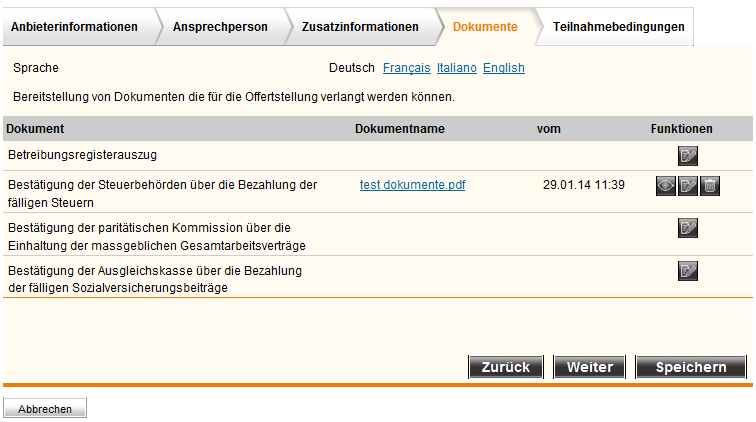 Anbieterinformationen Ansprechperson Zusatzinformationen Dokumente Teilnahmebedingungen
Sprache Deutsch Français Italiano English
Bereitstellung von Dokumenten die für die Offertstellung verlangt werden können.
Dokument Dokumentname vom Funktionen
Betreibungsregisterauszug
Bestätigung der Steuerbehörden über die Bezahlung der test dokumente.pdf 29.01.14 11:39
fälligen Steuern
Bestätigung der paritätischen Kommission über die
Einhaltung der massgeblichen Gesamtarbeitsverträge
Bestätigung der Ausgleichskasse über die Bezahlung
der fälligen Sozialversicherungsbeiträge
Zurück Weiter Speichern
Abbrechen